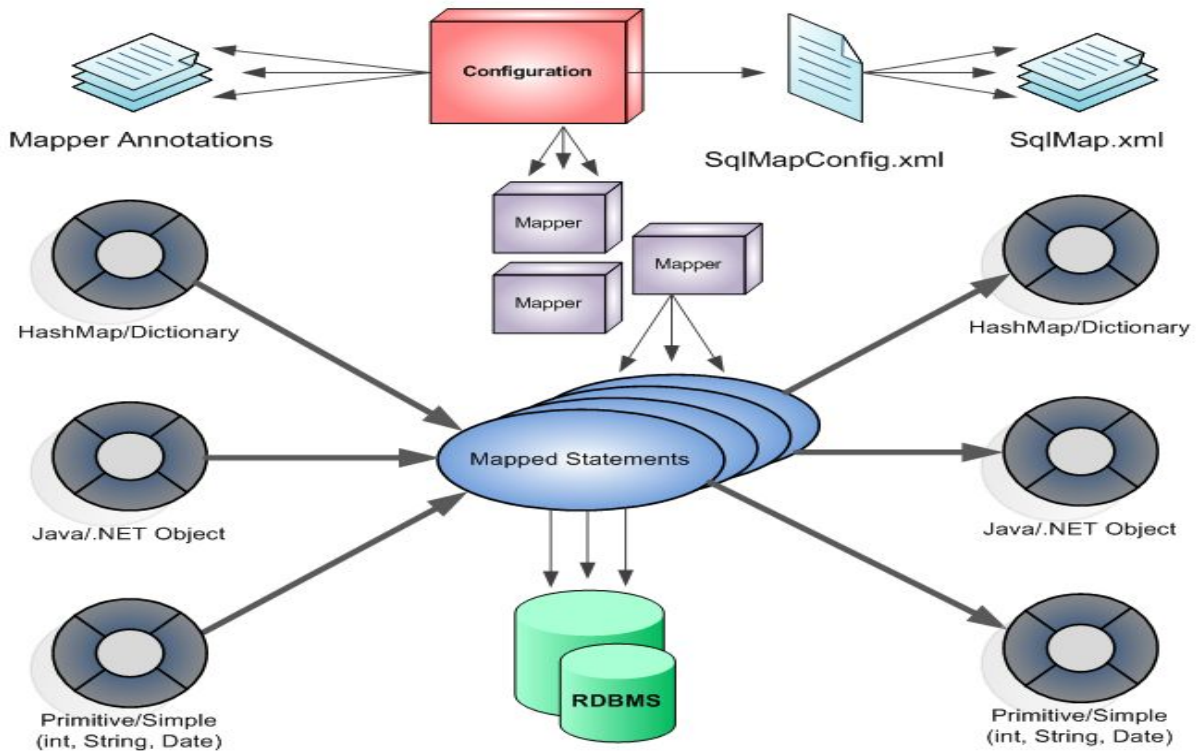 Configuration
Mapper Annotations
SqlMapConfig.xml
SqlMap.xml
Mapper
Mapper
Mapper
HashMap/Dictionary
HashMap/Dictionary
Mapped Statements
Java/.NET Object
Java/.NET Object
RDBMS
Primitive/Simple
(int, String, Date)
Primitive/Simple
(int, String, Date)